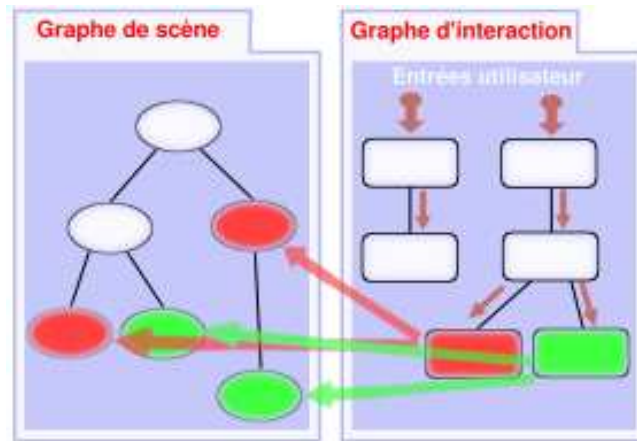 Graphe de scène
Graphe d'interaction
Entrées utilisateur